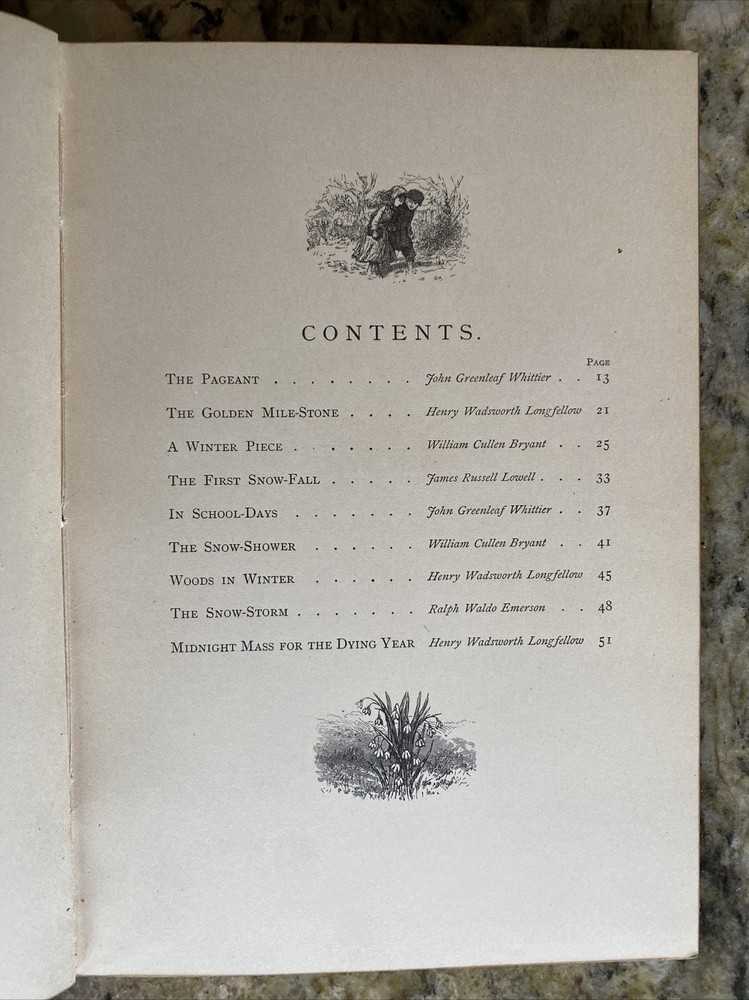 CONTENTS.
PAGE
THE PAGEANT . . . . . . . . John Greenleaf Whittier . . 13
THE GOLDEN MILE-STONE . . . . Henry Wadsworth Longfellow 21
A WINTER PIECE . . . . . . . William Cullen Bryant . . 25
THE FIRST SNOW-FALL . . . . . James Russell Lowell . . . 33
IN SCHOOL-DAYS . . . . . . . John Greenleaf Whittier . . 37
THE SNOW-SHOWER . . . . . . William Cullen Bryant . . 41
WOODS IN WINTER . . . . . . Henry Wadsworth Longfellow 45
THE SNOW-STORM . . . . . . . Ralph Waldo Emerson . . 48
MIDNIGHT MASS FOR THE DYING YEAR Henry Wadsworth Longfellow 51